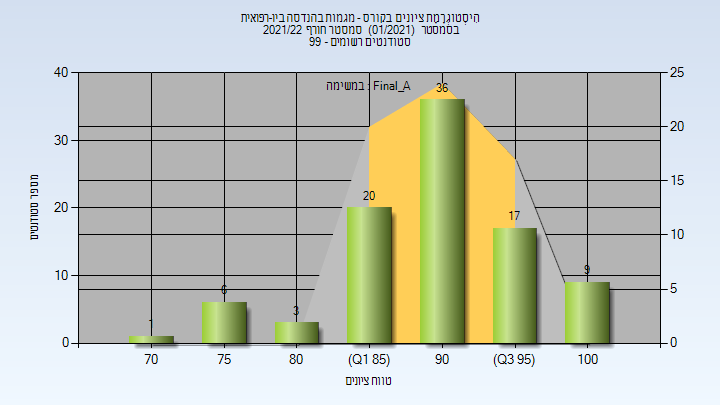 הִיסְטוֹגְרָמַת ציונים בקורס - מגמות בהנדסה ביו-רפואית
בסמסטר (01/2021) סמסטר חורף 2021/22
סטודנטים רשומים - 99
במשימה : Final_A
40
30
20
10
0
25
20
15
10
5
0
מספר סטודנטים
1
6
3
20
36
17
9
70
75
80
(Q1 85)
90
(Q3 95)
100
טווח ציונים